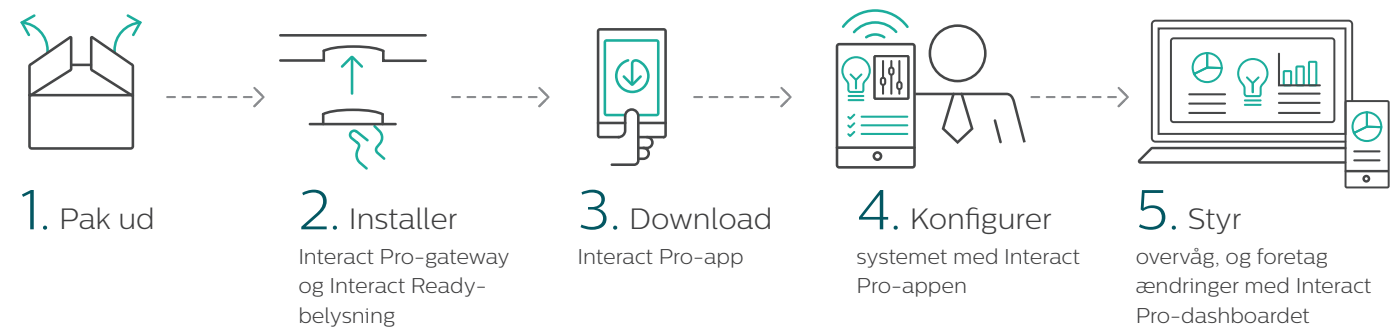 1. Pak ud
2. Installer
Interact Pro-gateway
og Interact Ready-
belysning
3. Download
Interact Pro-app
4. Konfigurer
systemet med Interact
Pro-appen
5. Styr
overvåg, og foretag
ændringer med Interact
Pro-dashboardet